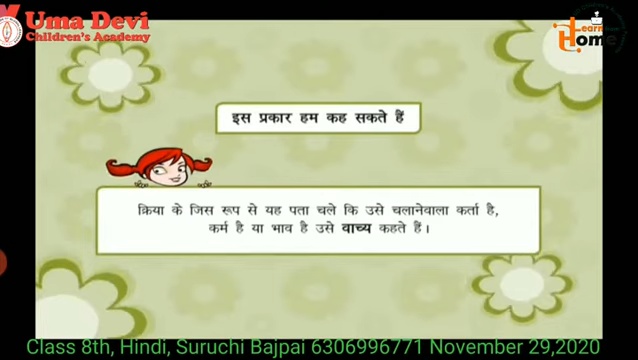 Uma Devi
Children's Academy
Learn
Home
इस प्रकार हम कह सकते हैं
क्रिया के जिस रूप से यह पता चले कि उसे चलानेवाला कर्ता है,
कर्म है या भाव है उसे वाच्य कहते हैं।
Class 8th, Hindi, Suruchi Bajpai 6306996771 November 29,2020